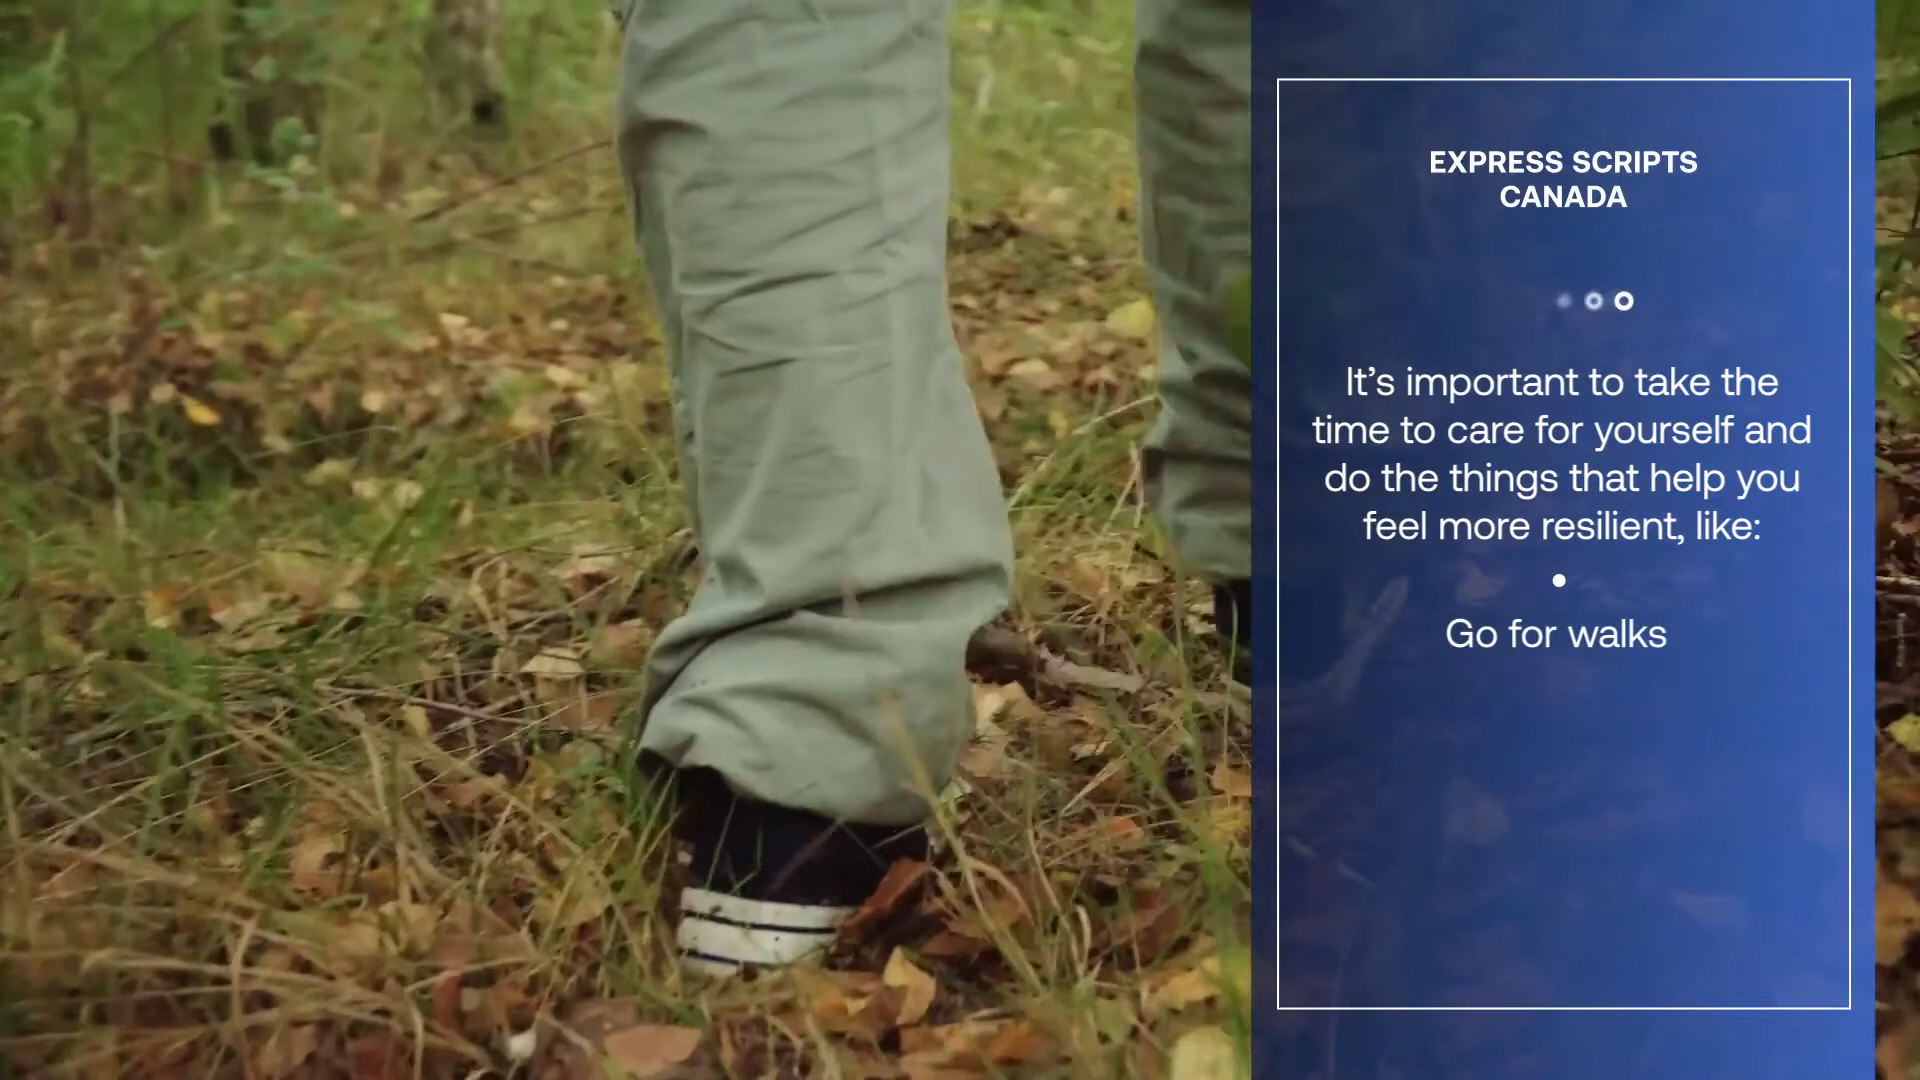 EXPRESS SCRIPTS
CANADA
It’s important to take the
time to care for yourself and
do the things that help you
feel more resilient, like:
•
Go for walks